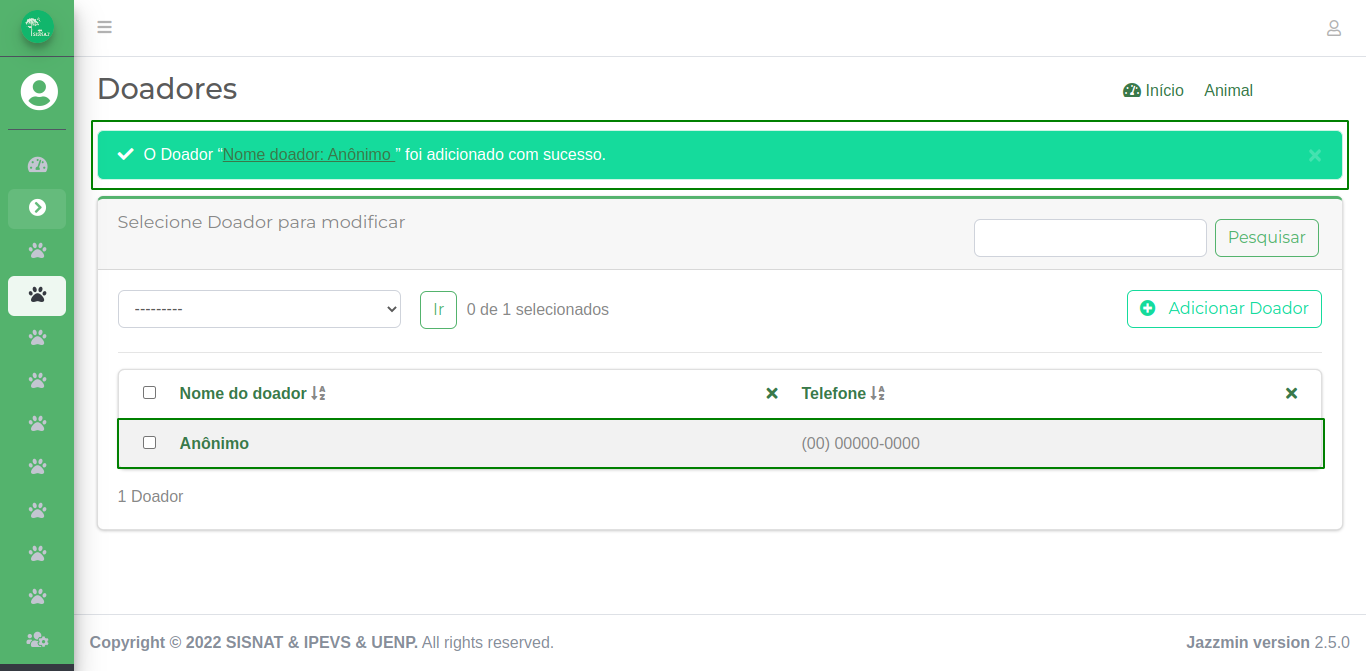 SISNAT
Doadores
Início Animal
O Doador “Nome doador: Anônimo ” foi adicionado com sucesso. ×
Selecione Doador para modificar
Pesquisar
---------
Ir
0 de 1 selecionados
Adicionar Doador
Nome do doador Telefone
Anônimo (00) 00000-0000
1 Doador
Copyright © 2022 SISNAT & IPEVS & UENP. All rights reserved. Jazzmin version 2.5.0